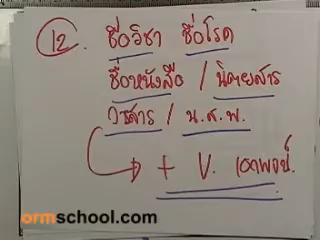 12. ชื่อวิชา ชื่อโรค
ชื่อหนังสือ / นิตยสาร
วารสาร / น.ส.พ.
+ V. เอกพจน์.
ormschool.com